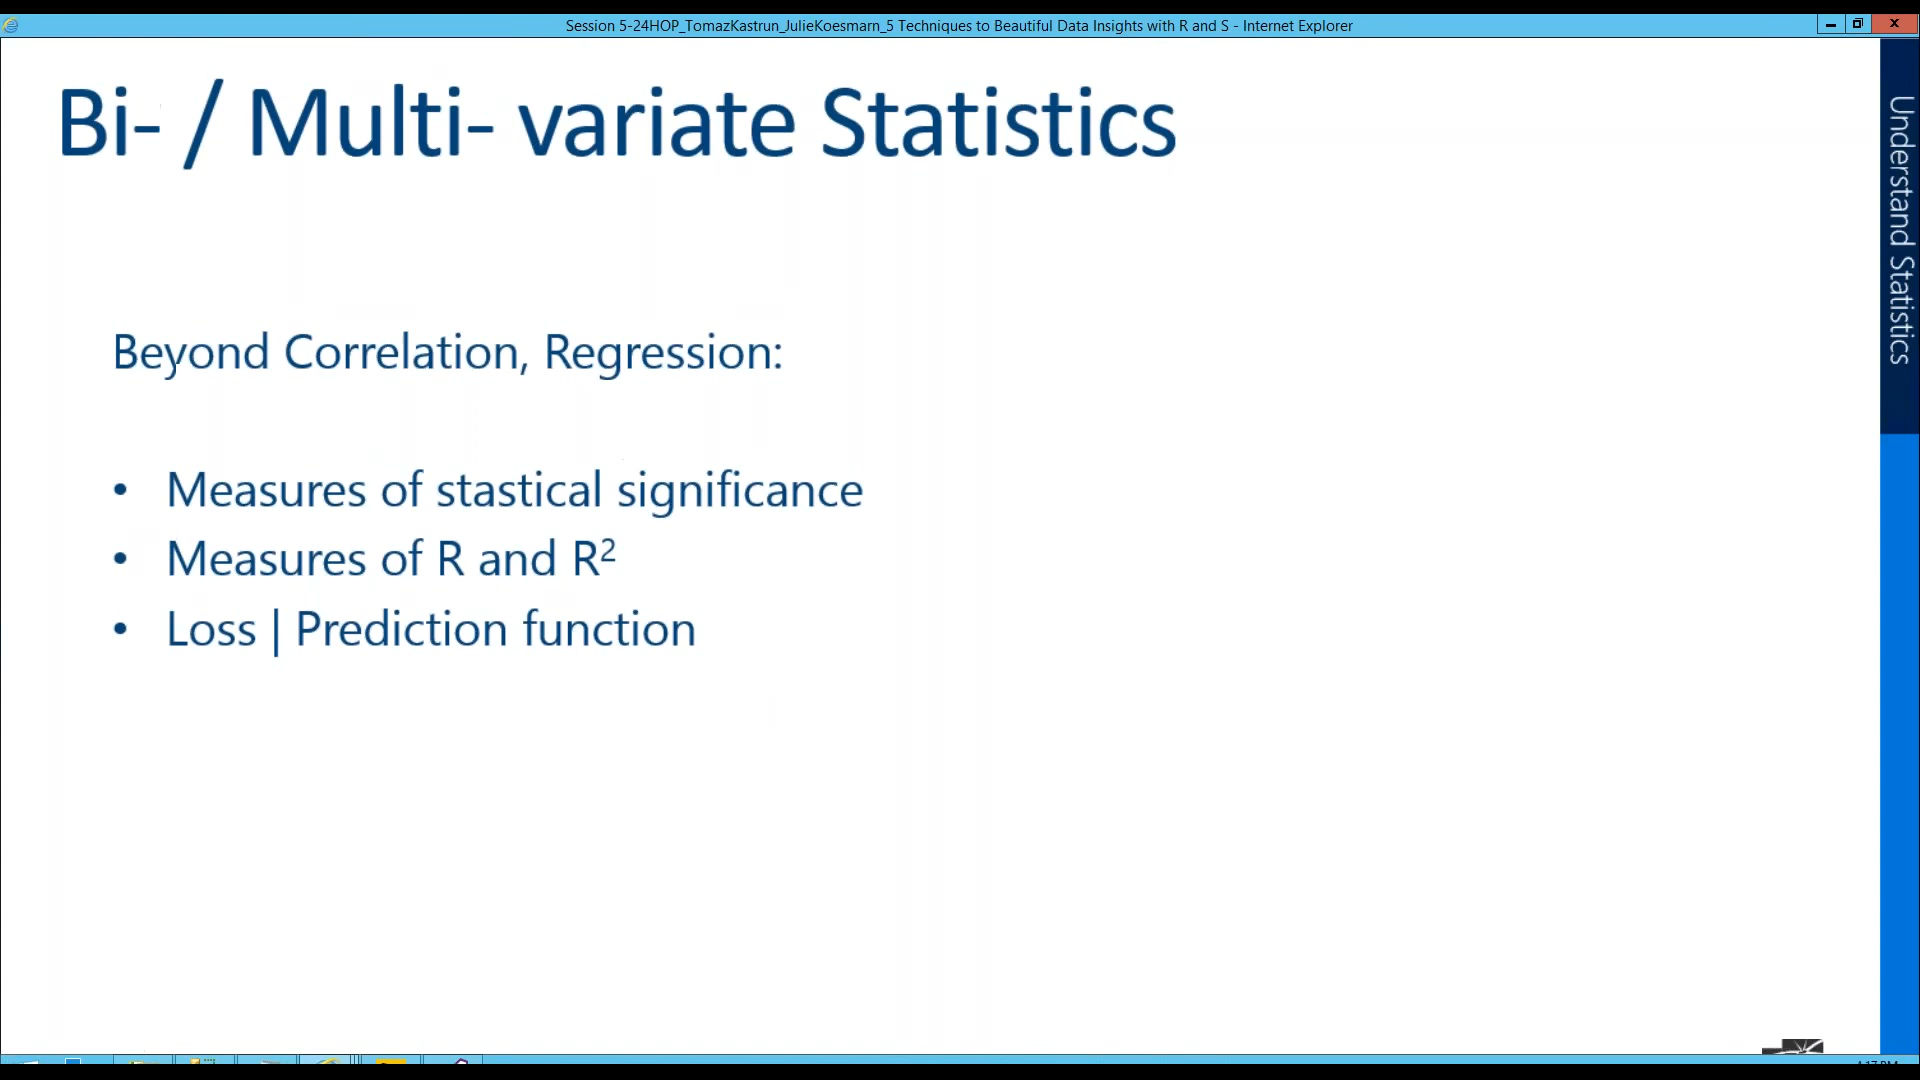 Session 5-24HOP_TomazKastrun_JulieKoesmarn_5 Techniques to Beautiful Data Insights with R and S - Internet Explorer
Bi- / Multi- variate Statistics
Understand Statistics
Beyond Correlation, Regression:
• Measures of stastical significance
• Measures of R and R²
• Loss | Prediction function